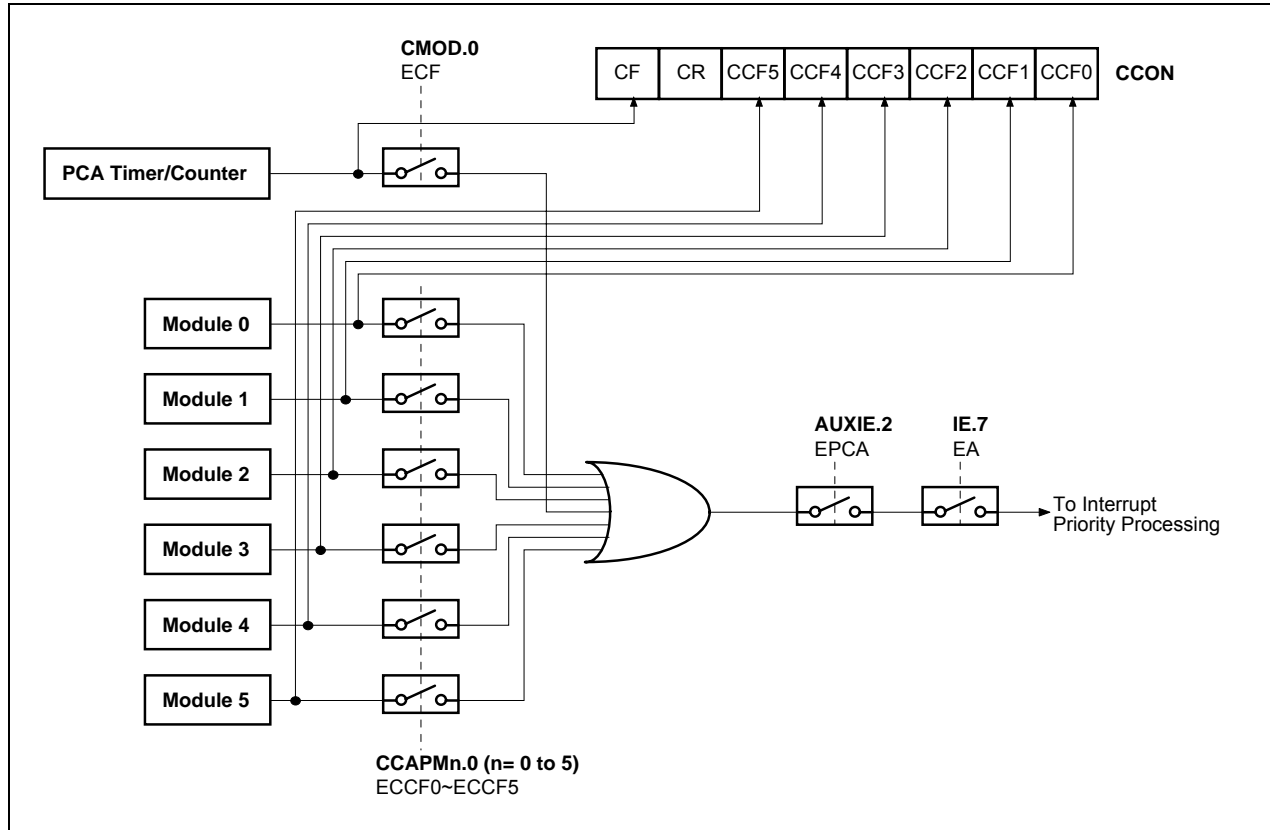 CMOD.0
ECF
CF CR CCF5 CCF4 CCF3 CCF2 CCF1 CCF0 CCON
PCA Timer/Counter
Module 0
Module 1
Module 2
Module 3
Module 4
Module 5
AUXIE.2
EPCA
IE.7
EA
To Interrupt
Priority Processing
CCAPMn.0 (n= 0 to 5)
ECCF0~ECCF5